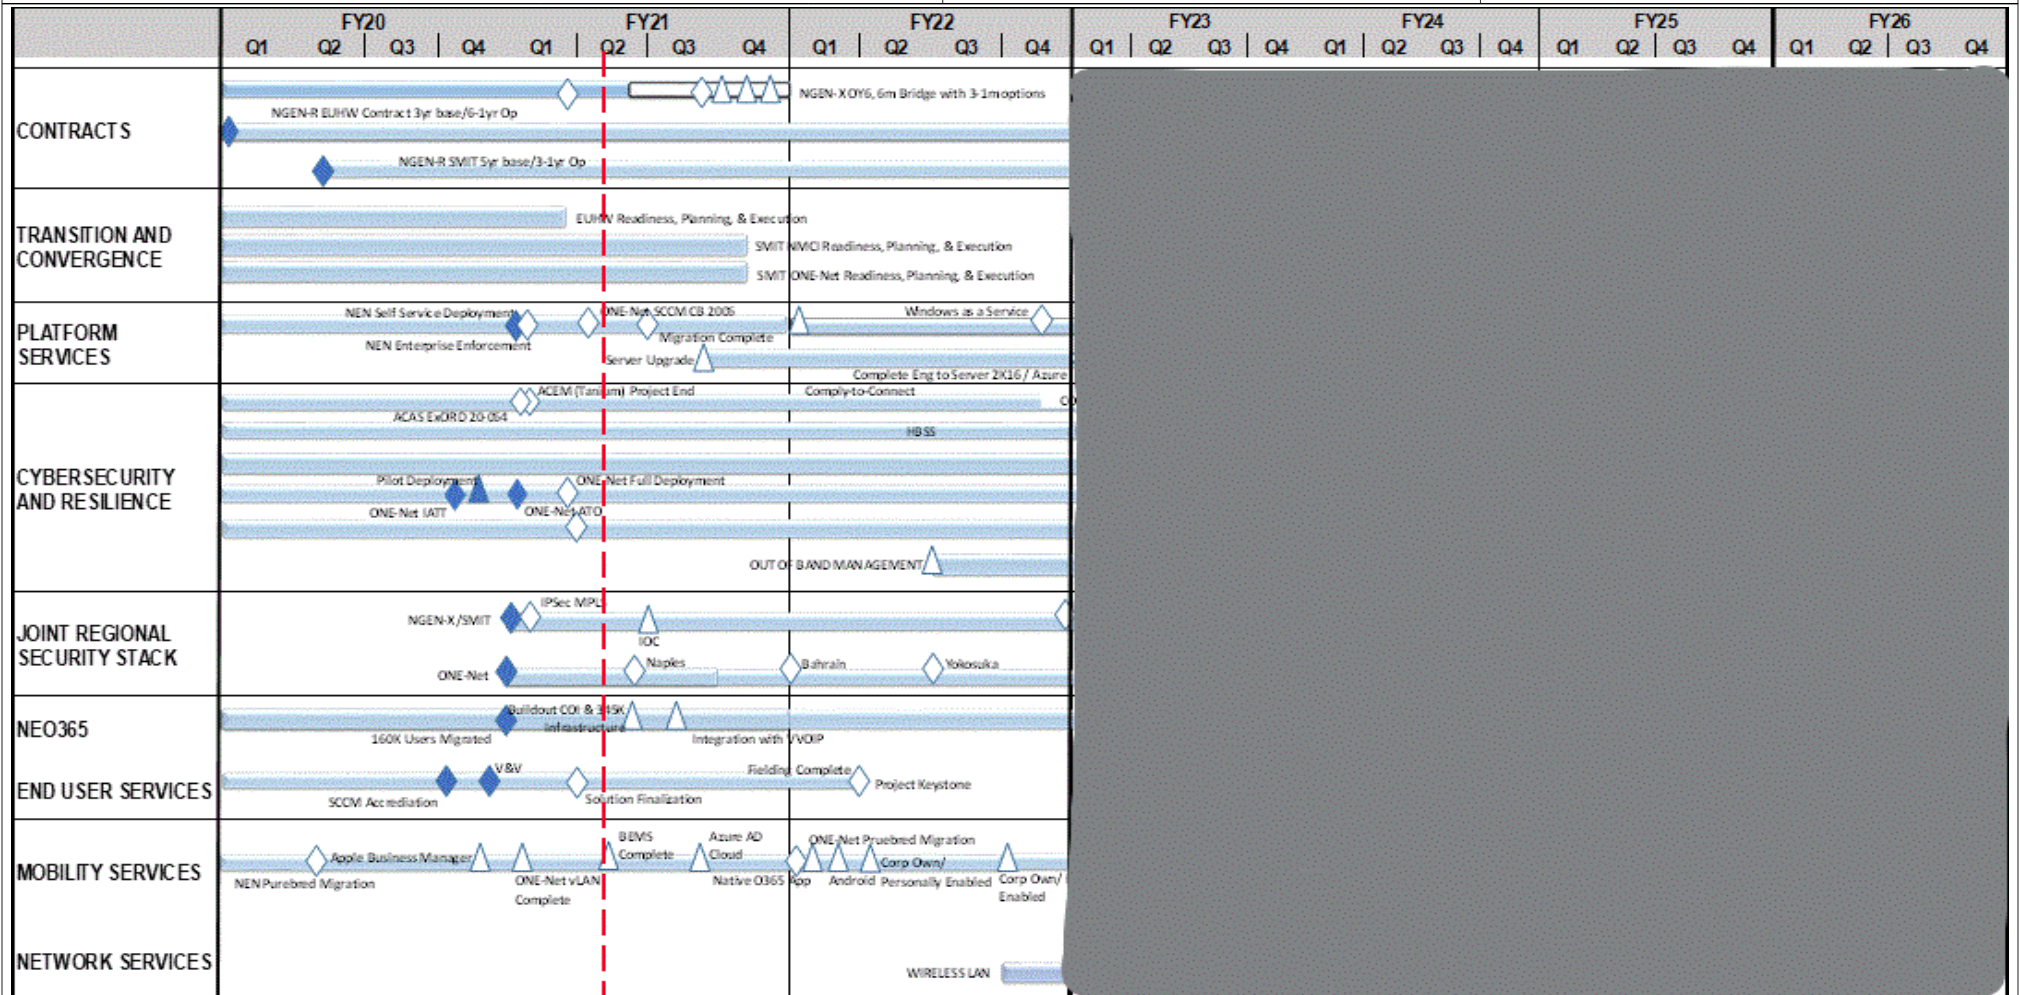 FY20 FY21 FY22 FY23 FY24 FY25 FY26
Q1 Q2 Q3 Q4 Q1 Q2 Q3 Q4 Q1 Q2 Q3 Q4 Q1 Q2 Q3 Q4 Q1 Q2 Q3 Q4 Q1 Q2 Q3 Q4 Q1 Q2 Q3 Q4
CONTRACTS
NGEN-X OY6, 6m Bridge with 3-1m options
NGEN-R EUHW Contract 3yr base/6-1yr Op
NGEN-R SMIT 5yr base/3-1yr Op
TRANSITION AND
CONVERGENCE
EUHW Readiness, Planning, & Execution
SMIT NMCI Readiness, Planning, & Execution
SMIT ONE-Net Readiness, Planning, & Execution
PLATFORM
SERVICES
NEN Self Service Deployment
ONE-Net SCCM CB 2006
Windows as a Service
NEN Enterprise Enforcement
Migration Complete
Server Upgrade
Complete Eng to Server 2X16 / Azure
CYBERSECURITY
AND RESILIENCE
ACEM (Tanium) Project End
Comply-to-Connect
CO
ACAS ExORD 20-054
HBSS
Pilot Deployment
ONE-Net Full Deployment
ONE-Net IATT
ONE-Net ATO
OUT OF BAND MANAGEMENT
JOINT REGIONAL
SECURITY STACK
IPSec MPLS
NGEN-X/SMIT
IOC
ONE-Net
Naples
Bahrain
Yokosuka
NEO365
Buildout COI & 345K
Infrastructure
160K Users Migrated
Integration with VVOIP
END USER SERVICES
V&V
Fielding Complete
Project Keystone
SCCM Accrediation
Solution Finalization
MOBILITY SERVICES
BEMS
Complete
Azure AD
Cloud
ONE-Net Pruebred Migration
Apple Business Manager
Corp Own/
Personally Enabled
NEN Purebred Migration
ONE-Net vLAN
Complete
Native O365 App
Android
Corp Own/
Enabled
NETWORK SERVICES
WIRELESS LAN